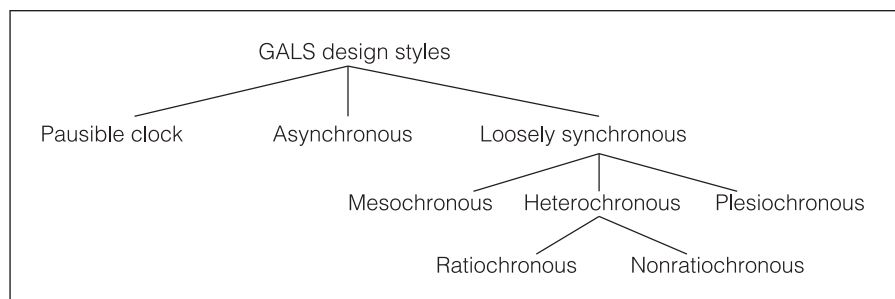 GALS design styles
Pausible clock Asynchronous Loosely synchronous
Mesochronous Heterochronous Plesiochronous
Ratiochronous Nonratiochronous